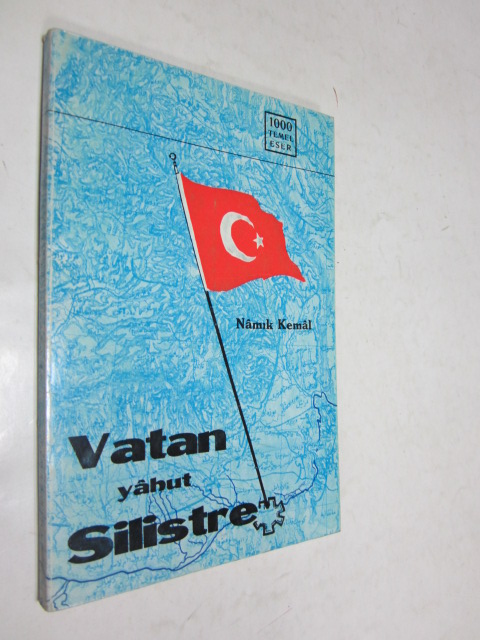 1000
TEMEL
ESER
Nâmık Kemâl
Vatan
yâhut
Silistre